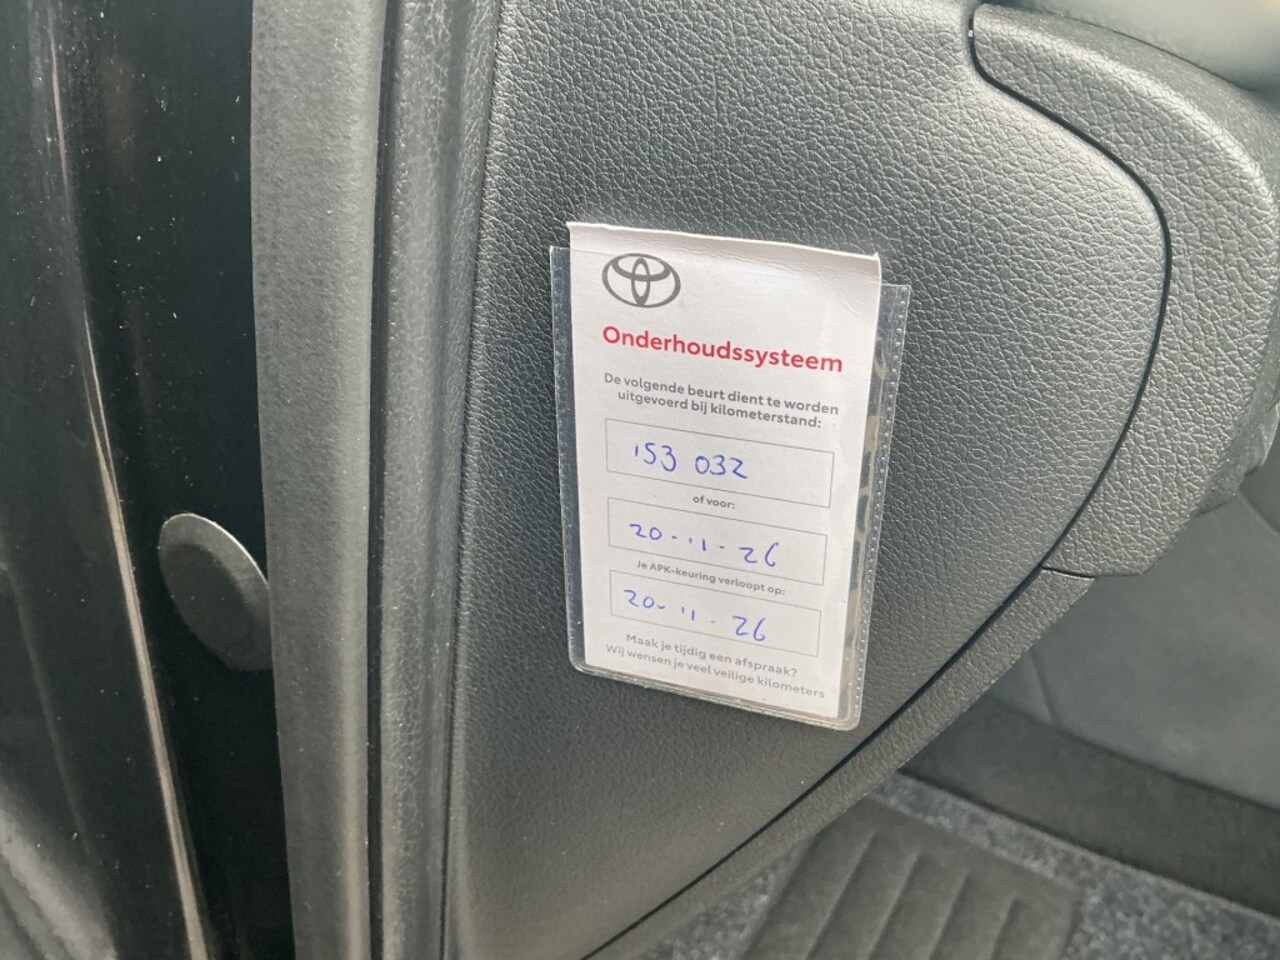 Onderhoudssysteem
De volgende beurt dient te worden
uitgevoerd bij kilometerstand:
153 032
of voor:
20-11-26
Je APK-keuring verloopt op:
20-11-26
Maak je tijdig een afspraak?
Wij wensen je veel veilige kilometers